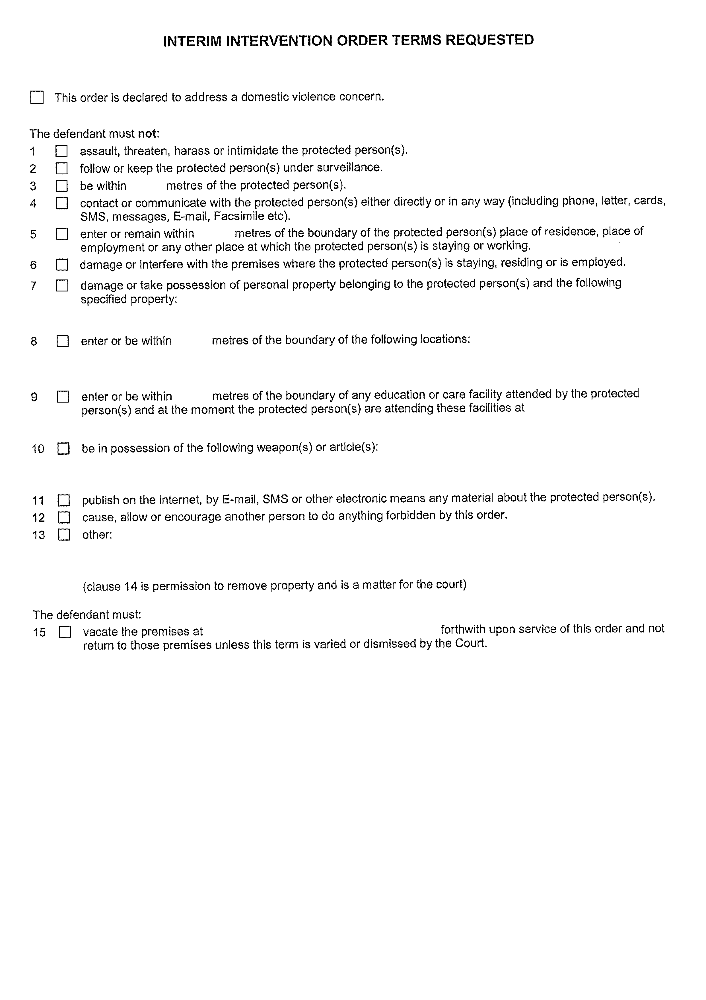 INTERIM INTERVENTION ORDER TERMS REQUESTED
This order is declared to address a domestic violence concern.
The defendant must not:
1 assault, threaten, harass or intimidate the protected person(s).
2 follow or keep the protected person(s) under surveillance.
3 be within metres of the protected person(s).
4 contact or communicate with the protected person(s) either directly or in any way (including phone, letter, cards,
SMS, messages, E-mail, Facsimile etc).
5 enter or remain within metres of the boundary of the protected person(s) place of residence, place of
employment or any other place at which the protected person(s) is staying or working.
6 damage or interfere with the premises where the protected person(s) is staying, residing or is employed.
7 damage or take possession of personal property belonging to the protected person(s) and the following
specified property:
8 enter or be within metres of the boundary of the following locations:
9 enter or be within metres of the boundary of any education or care facility attended by the protected
person(s) and at the moment the protected person(s) are attending these facilities at
10 be in possession of the following weapon(s) or article(s):
11 publish on the internet, by E-mail, SMS or other electronic means any material about the protected person(s).
12 cause, allow or encourage another person to do anything forbidden by this order.
13 other:
(clause 14 is permission to remove property and is a matter for the court)
The defendant must:
15 vacate the premises at forthwith upon service of this order and not
return to those premises unless this term is varied or dismissed by the Court.